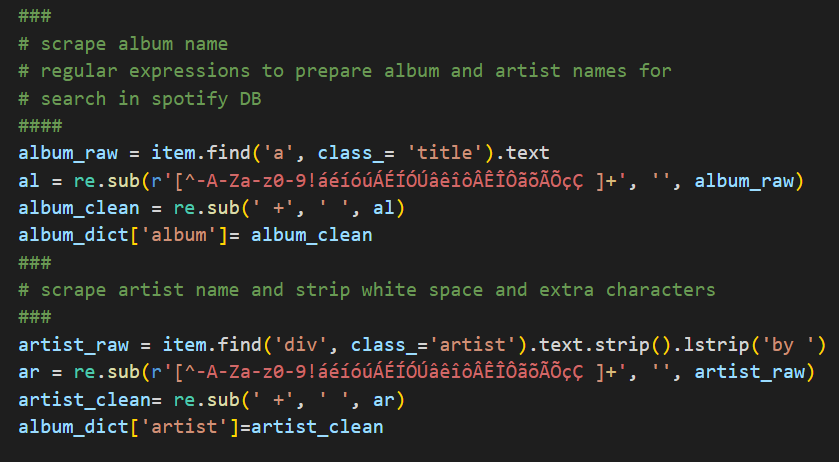 ###
# scrape album name
# regular expressions to prepare album and artist names for
# search in spotify DB
####
album_raw = item.find('a', class_= 'title').text
al = re.sub(r'[^-A-Za-z0-9!áéíóúÁÉÍÓÚâêîôÂÊÎÔãõÃÕçÇ ]+', '', album_raw)
album_clean = re.sub(' +', ' ', al)
album_dict['album']= album_clean
###
# scrape artist name and strip white space and extra characters
###
artist_raw = item.find('div', class_='artist').text.strip().lstrip('by ')
ar = re.sub(r'[^-A-Za-z0-9!áéíóúÁÉÍÓÚâêîôÂÊÎÔãõÃÕçÇ ]+', '', artist_raw)
artist_clean= re.sub(' +', ' ', ar)
album_dict['artist']=artist_clean